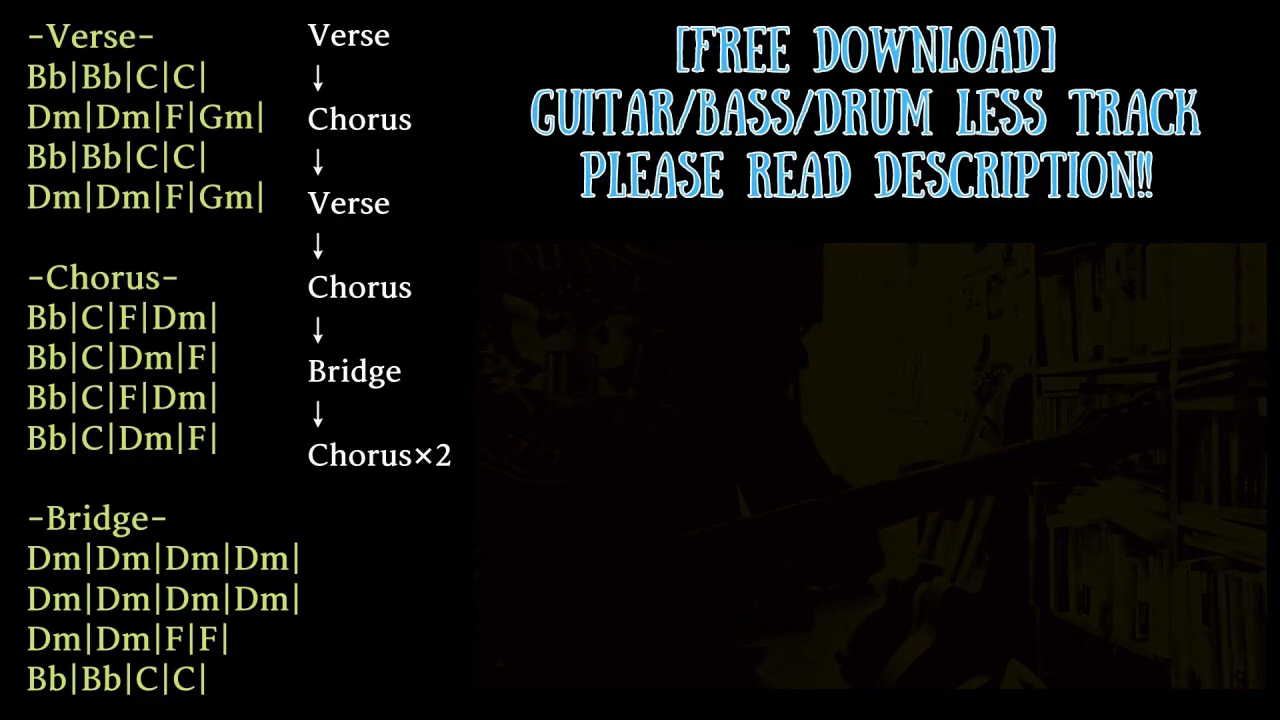 -Verse-
Bb|Bb|C|C|
Dm|Dm|F|Gm|
Bb|Bb|C|C|
Dm|Dm|F|Gm|
-Chorus-
Bb|C|F|Dm|
Bb|C|Dm|F|
Bb|C|F|Dm|
Bb|C|Dm|F|
-Bridge-
Dm|Dm|Dm|Dm|
Dm|Dm|Dm|Dm|
Dm|Dm|F|F|
Bb|Bb|C|C|
Verse
↓
Chorus
↓
Verse
↓
Chorus
↓
Bridge
↓
Chorus×2
[FREE DOWNLOAD]
GUITAR/BASS/DRUM LESS TRACK
PLEASE READ DESCRIPTION!!